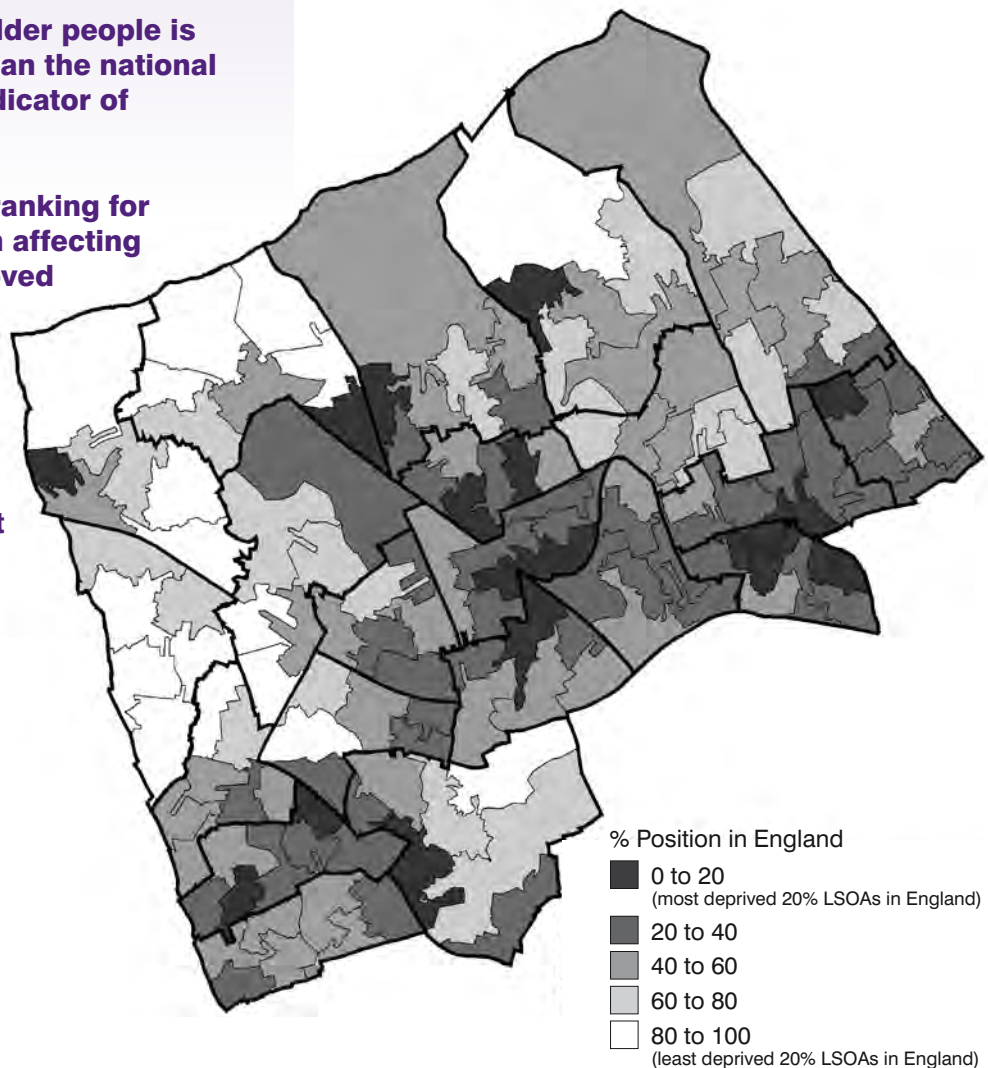 lder people is
an the national
dicator of
ranking for
n affecting
ved
t
% Position in England
0 to 20
(most deprived 20% LSOAs in England)
20 to 40
40 to 60
60 to 80
80 to 100
(least deprived 20% LSOAs in England)